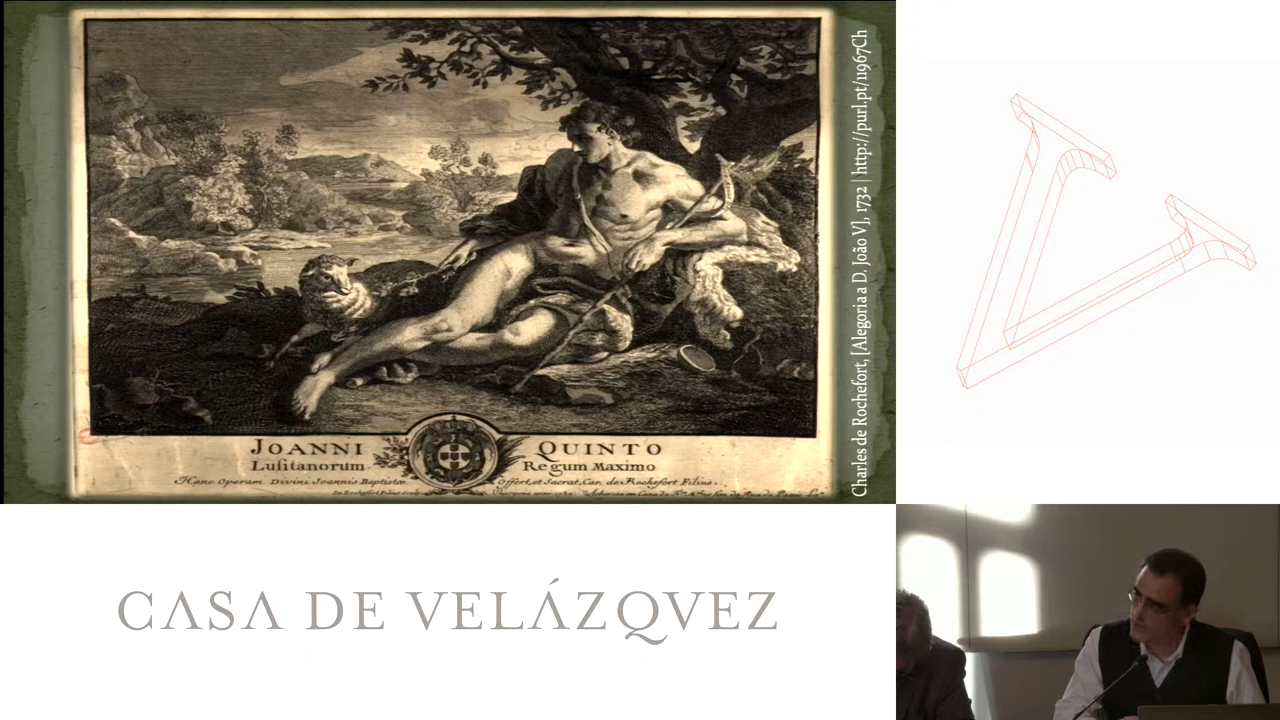 JOANNI QUINTO
Lusitanorum Regum Maximo
Hanc Operam Divini Joannis Baptistæ Offert, et Sacrat, Car. de Rochefort Filius.
Charles de Rochefort, [Alegoria a D. João V], 1732 | http://purl.pt/11967Ch
CASA DE VELÁZQVEZ